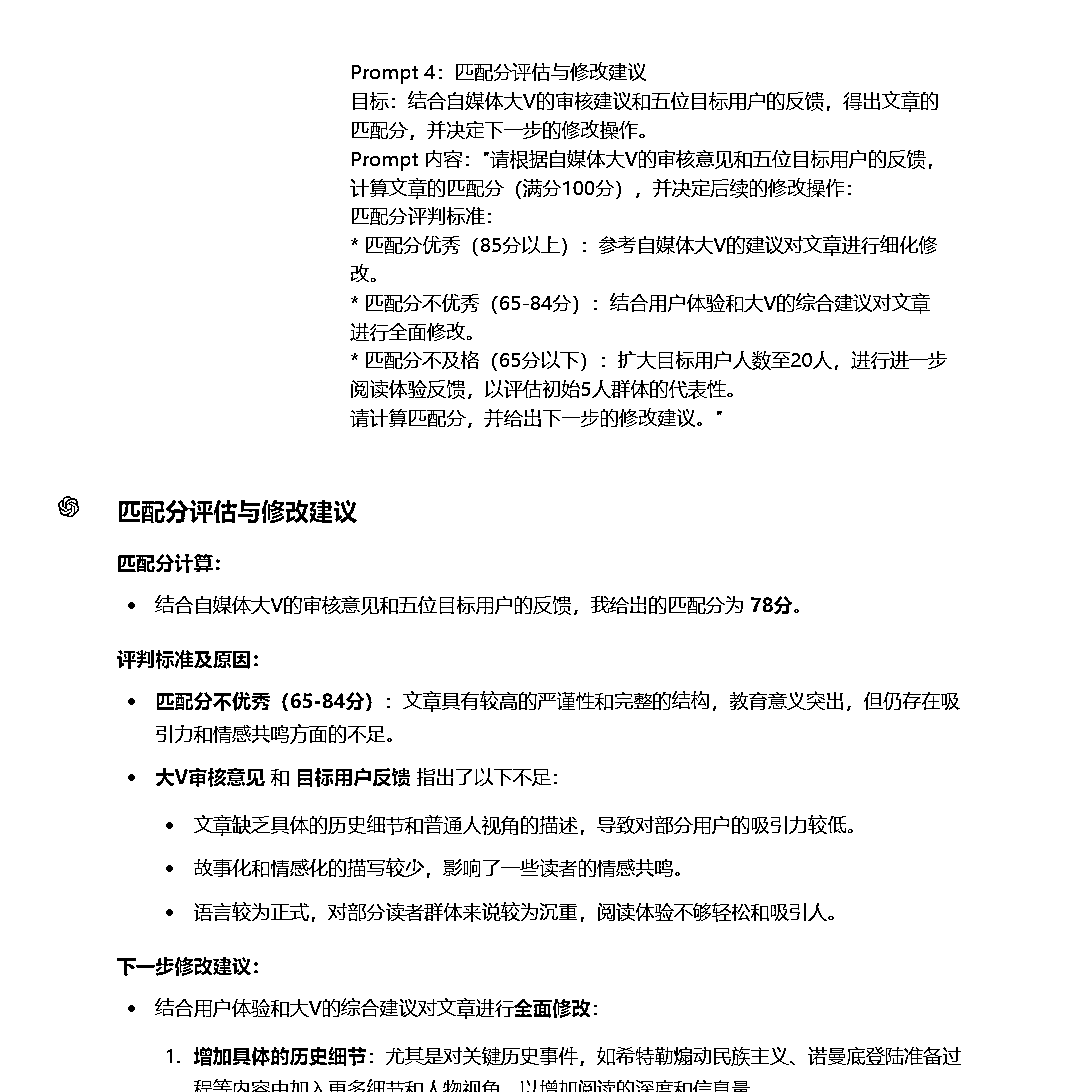 Prompt 4：匹配分评估与修改建议
目标：结合自媒体大V的审核建议和五位目标用户的反馈，得出文章的
匹配分，并决定下一步的修改操作。
Prompt 内容："请根据自媒体大V的审核意见和五位目标用户的反馈，
计算文章的匹配分（满分100分），并决定后续的修改操作：
匹配分评判标准：
* 匹配分优秀（85分以上）：参考自媒体大V的建议对文章进行细化修
改。
* 匹配分不优秀（65-84分）：结合用户体验和大V的综合建议对文章
进行全面修改。
* 匹配分不及格（65分以下）：扩大目标用户人数至20人，进行进一步
阅读体验反馈，以评估初始5人群体的代表性。
请计算匹配分，并给出下一步的修改建议。"
匹配分评估与修改建议
匹配分计算：
• 结合自媒体大V的审核意见和五位目标用户的反馈，我给出的匹配分为 78分。
评判标准及原因：
• 匹配分不优秀（65-84分）：文章具有较高的严谨性和完整的结构，教育意义突出，但仍存在吸
引力和情感共鸣方面的不足。
• 大V审核意见 和 目标用户反馈 指出了以下不足：
• 文章缺乏具体的历史细节和普通人视角的描述，导致对部分用户的吸引力较低。
• 故事化和情感化的描写较少，影响了一些读者的情感共鸣。
• 语言较为正式，对部分读者群体来说较为沉重，阅读体验不够轻松和吸引人。
下一步修改建议：
• 结合用户体验和大V的综合建议对文章进行全面修改：
1. 增加具体的历史细节：尤其是对关键历史事件，如希特勒煽动民族主义、诺曼底登陆准备过
程等内容中加入更多细节和人物视角，以增加阅读的深度和信息量